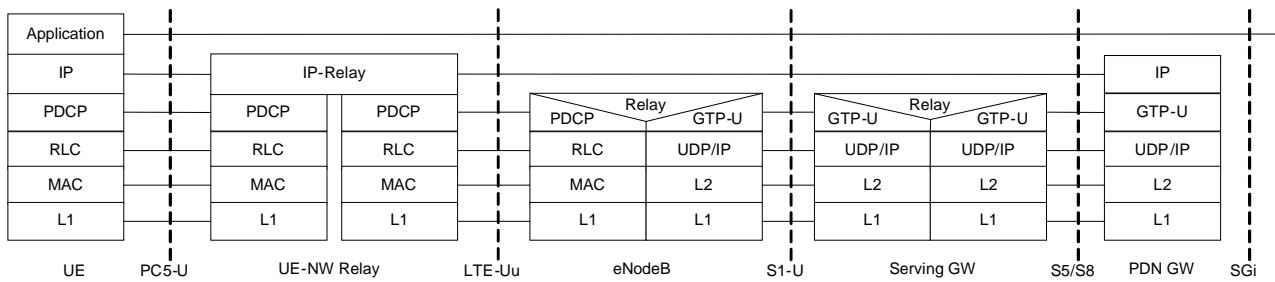 Application
IP IP-Relay IP
PDCP PDCP PDCP Relay Relay GTP-U
PDCP GTP-U GTP-U GTP-U
RLC RLC RLC RLC UDP/IP UDP/IP UDP/IP UDP/IP
MAC MAC MAC MAC L2 L2 L2 L2
L1 L1 L1 L1 L1 L1 L1 L1
UE PC5-U UE-NW Relay LTE-Uu eNodeB S1-U Serving GW S5/S8 PDN GW SGi